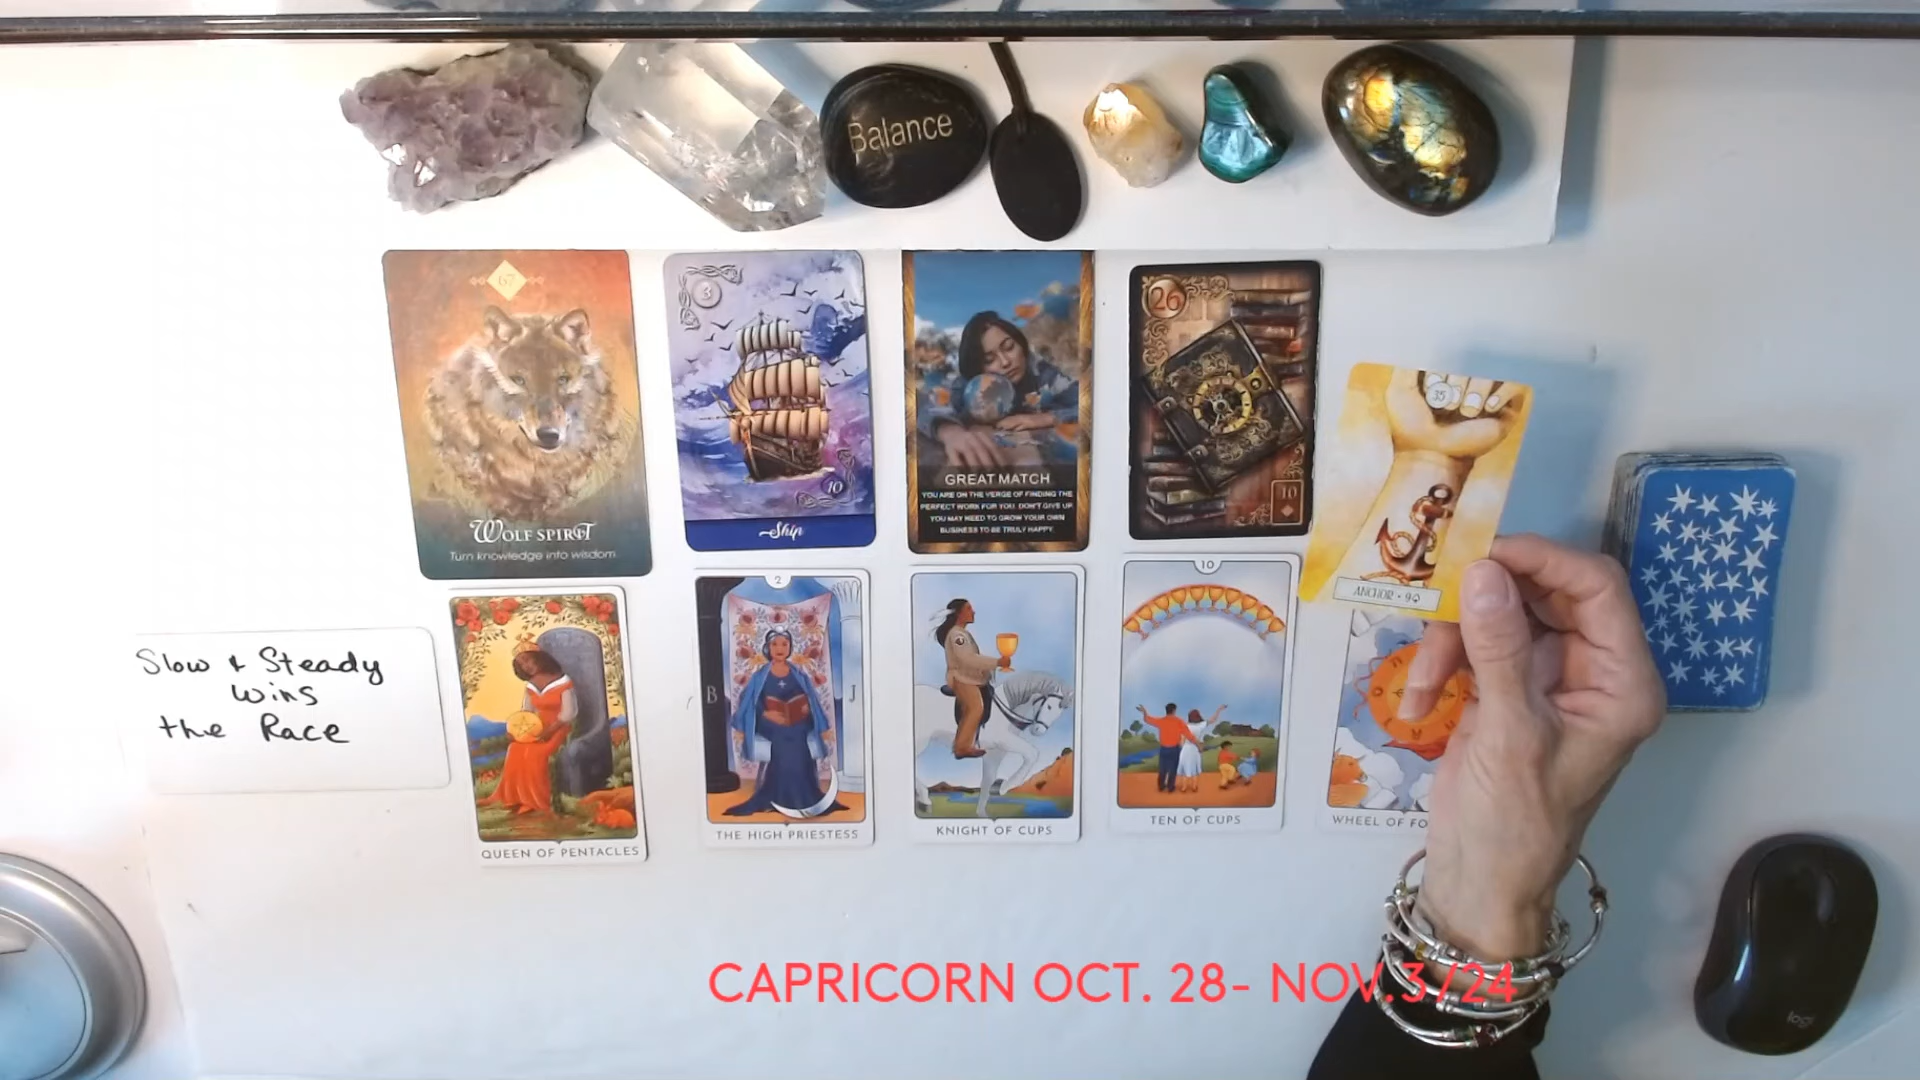 Balance
67
WOLF SPIRIT
Turn knowledge into wisdom
3
10
Ship
GREAT MATCH
YOU ARE ON THE VERGE OF FINDING THE
PERFECT WORK FOR YOU. DON'T GIVE UP.
YOU MAY NEED TO GROW YOUR OWN
BUSINESS TO BE TRULY HAPPY.
26
10
35
ANCHOR • 9♀
Slow & Steady
Wins
the Race
QUEEN OF PENTACLES
2
B
J
THE HIGH PRIESTESS
KNIGHT OF CUPS
10
TEN OF CUPS
WHEEL OF FO
CAPRICORN OCT. 28- NOV.3/24
logi